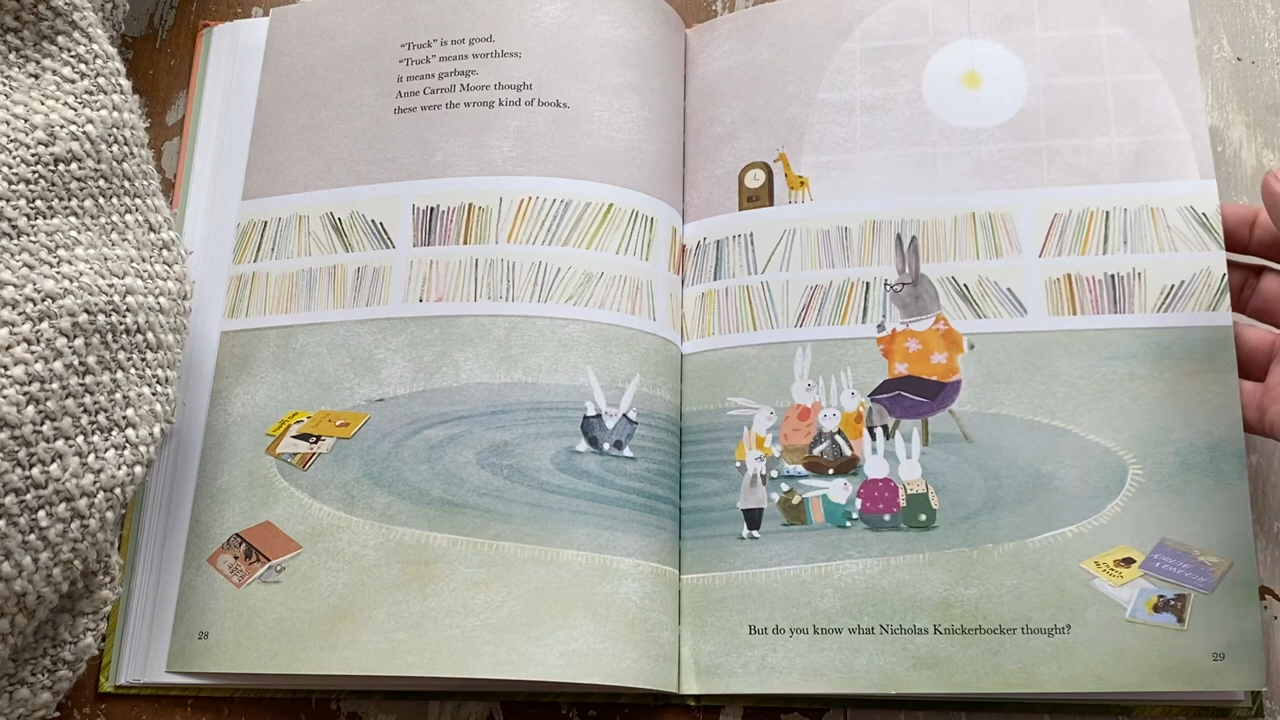 “Truck” is not good.
“Truck” means worthless;
it means garbage.
Anne Carroll Moore thought
these were the wrong kind of books.
28
But do you know what Nicholas Knickerbocker thought?
29